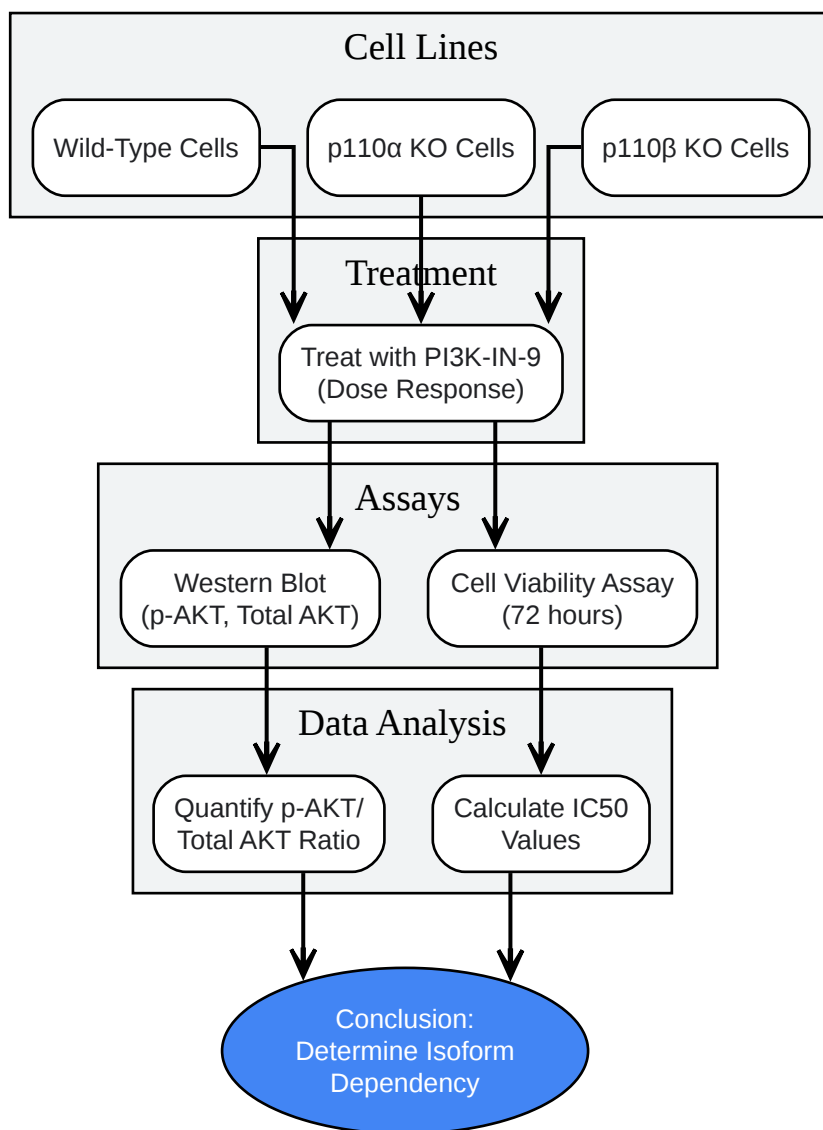 Cell Lines
Wild-Type Cells
p110α KO Cells
p110β KO Cells
Treatment
Treat with PI3K-IN-9
(Dose Response)
Assays
Western Blot
(p-AKT, Total AKT)
Cell Viability Assay
(72 hours)
Data Analysis
Quantify p-AKT/
Total AKT Ratio
Calculate IC50
Values
Conclusion:
Determine Isoform
Dependency